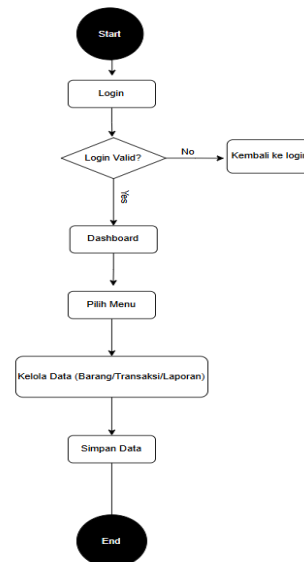 Start
Login
Login Valid?
No
Kembali ke login
Yes
Dashboard
Pilih Menu
Kelola Data (Barang/Transaksi/Laporan)
Simpan Data
End